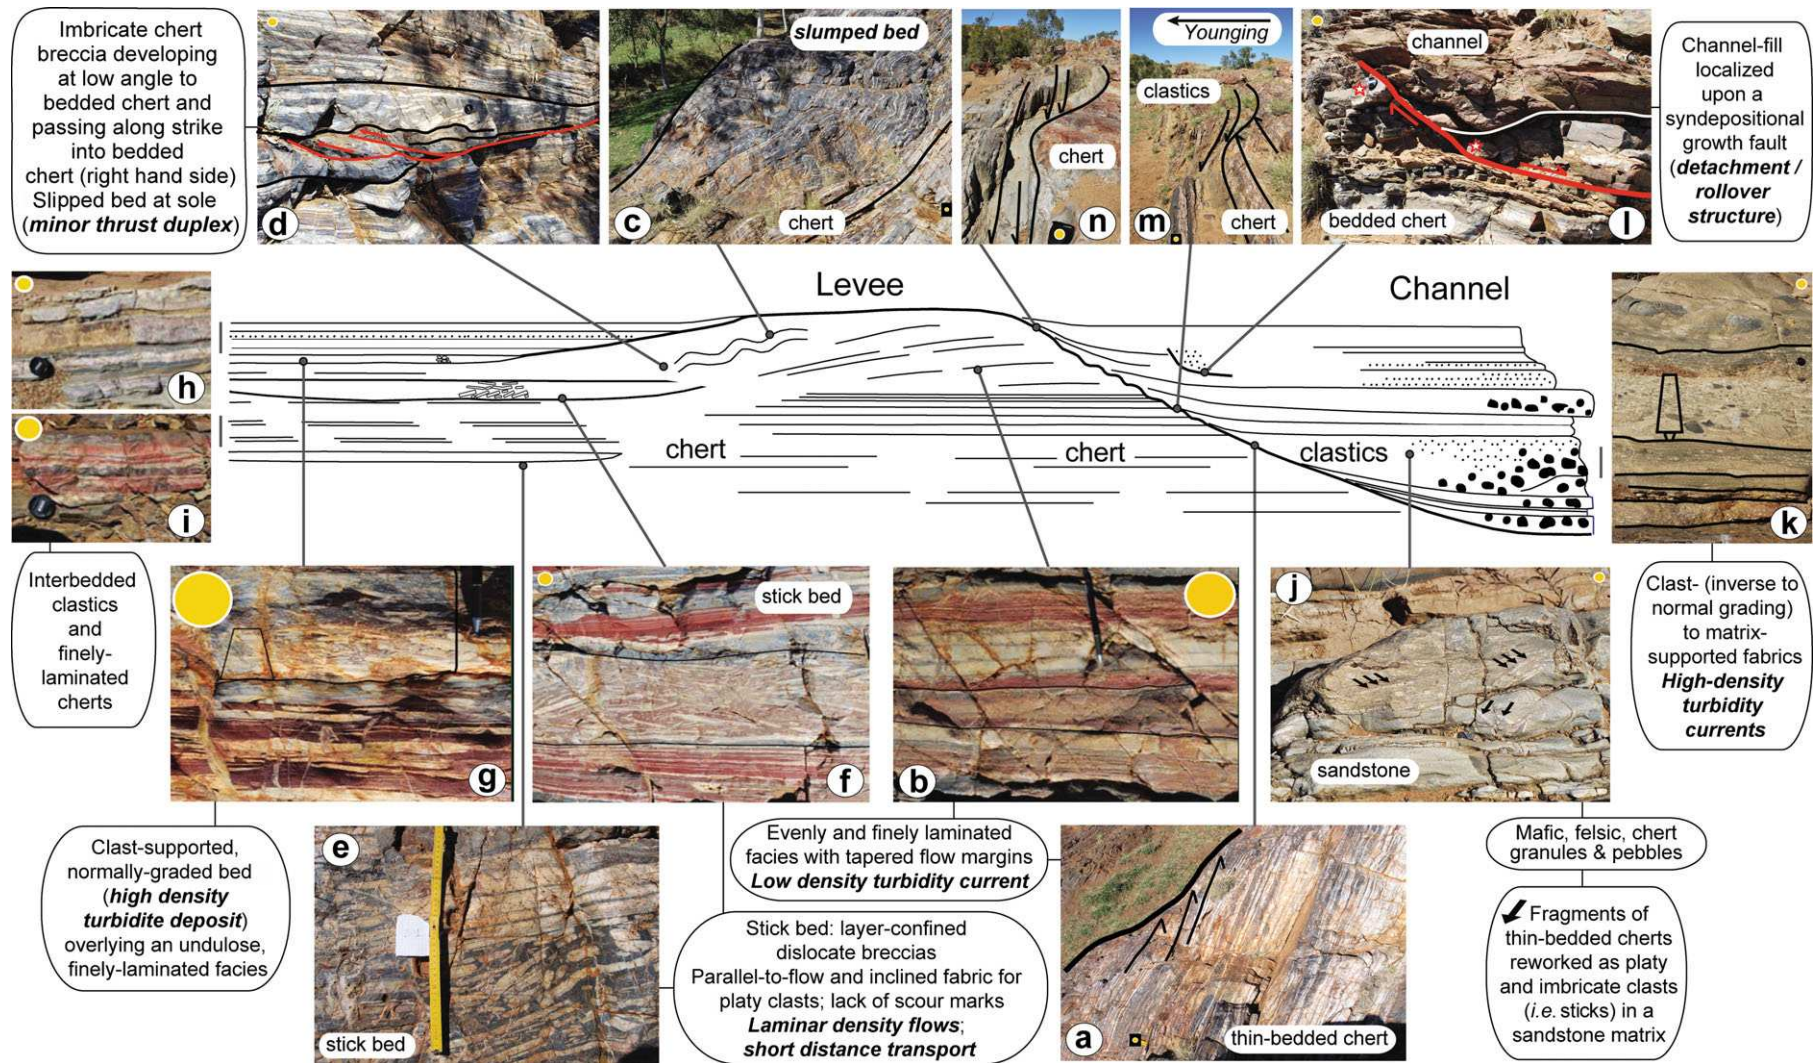 Imbricate chert
breccia developing
at low angle to
bedded chert and
passing along strike
into bedded
chert (right hand side)
Slipped bed at sole
(minor thrust duplex)
d
slumped bed
c
chert
chert
n
Younging
clastics
m
chert
channel
bedded chert
l
Channel-fill
localized
upon a
syndepositional
growth fault
(detachment /
rollover
structure)
h
i
Interbedded
clastics
and
finely-
laminated
cherts
Levee
Channel
chert
chert
clastics
k
Clast- (inverse to
normal grading)
to matrix-
supported fabrics
High-density
turbidity
currents
g
stick bed
f
b
j
sandstone
Clast-supported,
normally-graded bed
(high density
turbidite deposit)
overlying an undulose,
finely-laminated facies
e
stick bed
Evenly and finely laminated
facies with tapered flow margins
Low density turbidity current
Stick bed: layer-confined
dislocate breccias
Parallel-to-flow and inclined fabric for
platy clasts; lack of scour marks
Laminar density flows;
short distance transport
a
thin-bedded chert
Mafic, felsic, chert
granules & pebbles
Fragments of
thin-bedded cherts
reworked as platy
and imbricate clasts
(i.e. sticks) in a
sandstone matrix